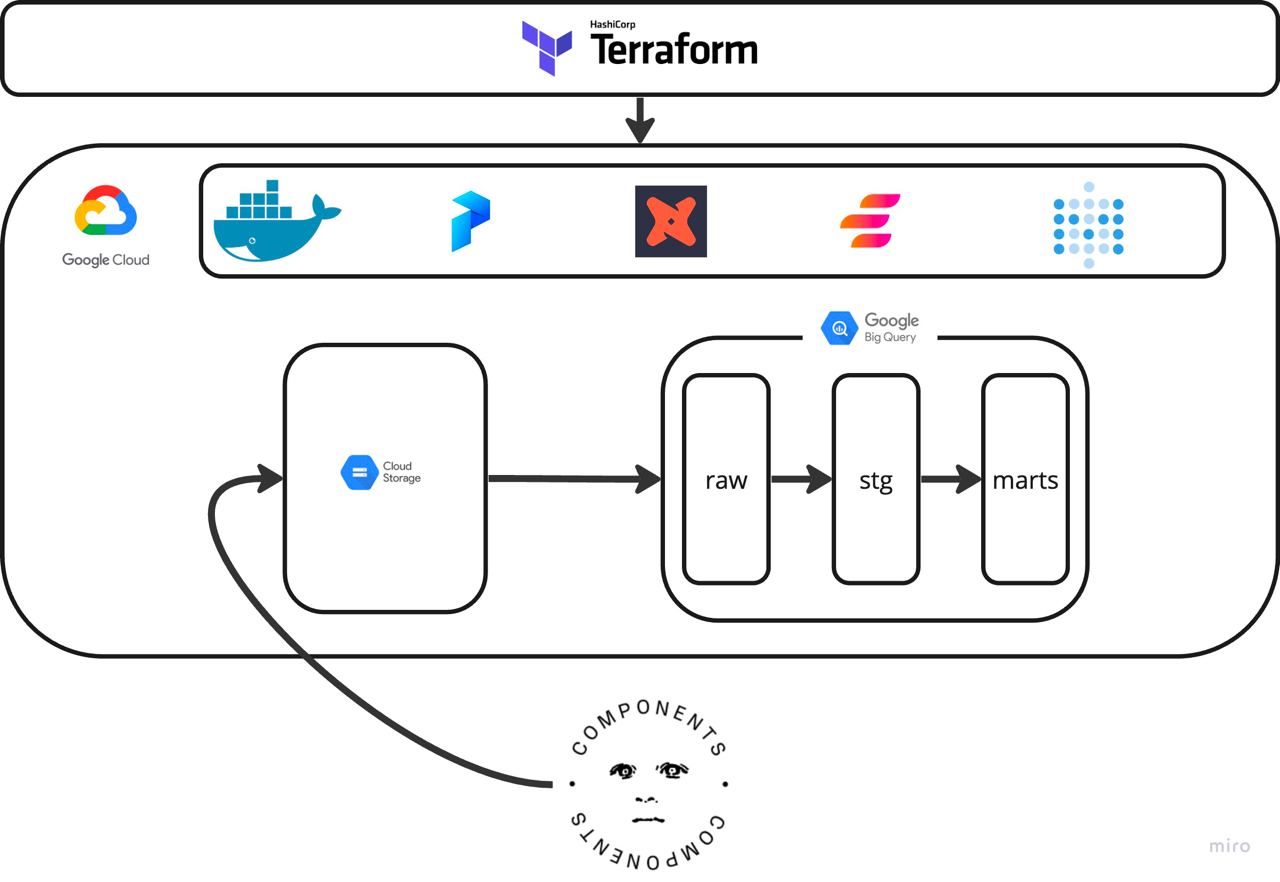 HashiCorp
Terraform
Google Cloud
Google
Big Query
Cloud
Storage
raw
stg
marts
COMPONENTS
COMPONENTS
miro